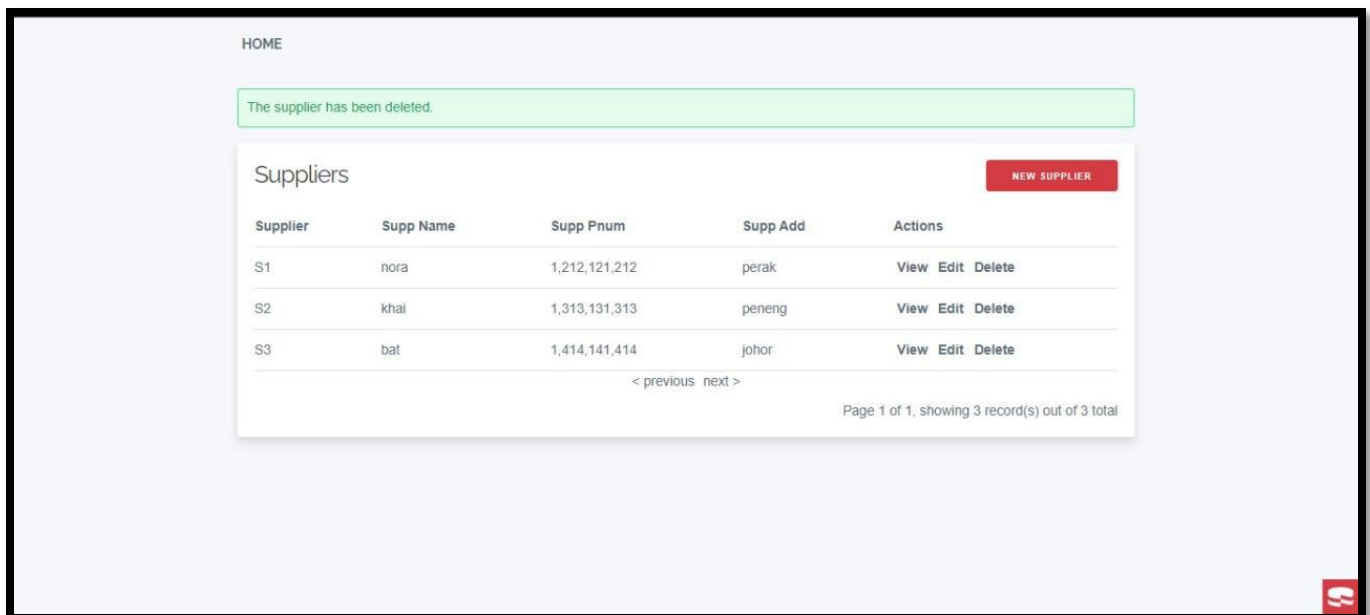 HOME
The supplier has been deleted.
Suppliers
NEW SUPPLIER
Supplier Supp Name Supp Pnum Supp Add Actions
S1 nora 1,212,121,212 perak View Edit Delete
S2 khai 1,313,131,313 peneng View Edit Delete
S3 bat 1,414,141,414 johor View Edit Delete
< previous next >
Page 1 of 1, showing 3 record(s) out of 3 total